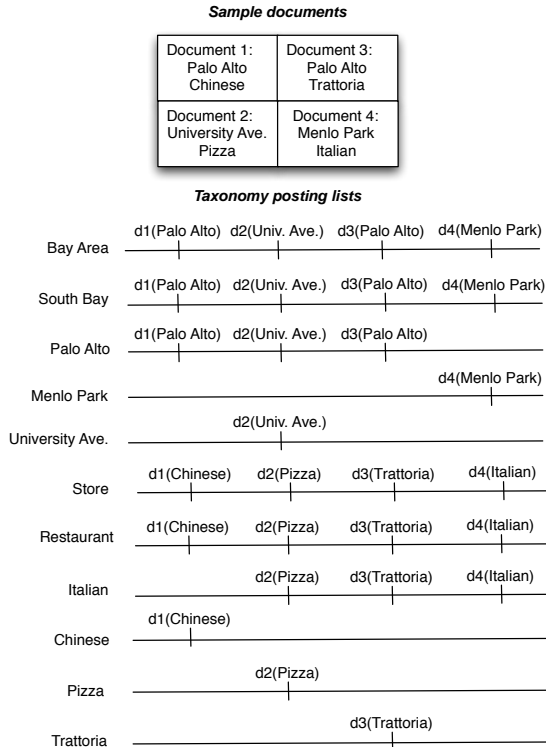 Sample documents
Document 1:
Palo Alto
Chinese
Document 3:
Palo Alto
Trattoria
Document 2:
University Ave.
Pizza
Document 4:
Menlo Park
Italian
Taxonomy posting lists
d1(Palo Alto) d2(Univ. Ave.) d3(Palo Alto) d4(Menlo Park)
Bay Area
d1(Palo Alto) d2(Univ. Ave.) d3(Palo Alto) d4(Menlo Park)
South Bay
d1(Palo Alto) d2(Univ. Ave.) d3(Palo Alto)
Palo Alto
d4(Menlo Park)
Menlo Park
d2(Univ. Ave.)
University Ave.
d1(Chinese) d2(Pizza) d3(Trattoria) d4(Italian)
Store
d1(Chinese) d2(Pizza) d3(Trattoria) d4(Italian)
Restaurant
d2(Pizza) d3(Trattoria) d4(Italian)
Italian
d1(Chinese)
Chinese
d2(Pizza)
Pizza
d3(Trattoria)
Trattoria